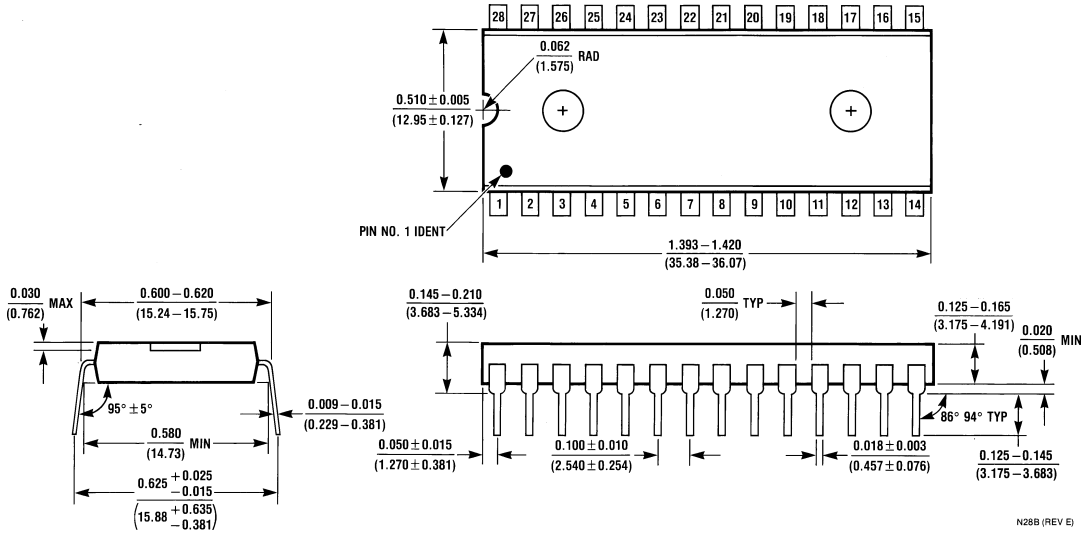 28 27 26 25 24 23 22 21 20 19 18 17 16 15
0.062
(1.575)
RAD
0.510 ± 0.005
(12.95 ± 0.127)
1 2 3 4 5 6 7 8 9 10 11 12 13 14
PIN NO. 1 IDENT
1.393 – 1.420
(35.38 – 36.07)
0.030
(0.762)
MAX
0.600 – 0.620
(15.24 – 15.75)
95° ± 5°
0.009 – 0.015
(0.229 – 0.381)
0.580
(14.73)
MIN
0.625 + 0.025
– 0.015
(15.88 + 0.635
– 0.381)
0.145 – 0.210
(3.683 – 5.334)
0.050
(1.270)
TYP
0.125 – 0.165
(3.175 – 4.191)
0.020
(0.508)
MIN
86° 94° TYP
0.050 ± 0.015
(1.270 ± 0.381)
0.100 ± 0.010
(2.540 ± 0.254)
0.018 ± 0.003
(0.457 ± 0.076)
0.125 – 0.145
(3.175 – 3.683)
N28B (REV E)